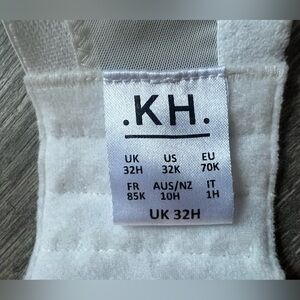 .KH.
UK US EU
32H 32K 70K
FR AUS/NZ IT
85K 10H 1H
UK 32H